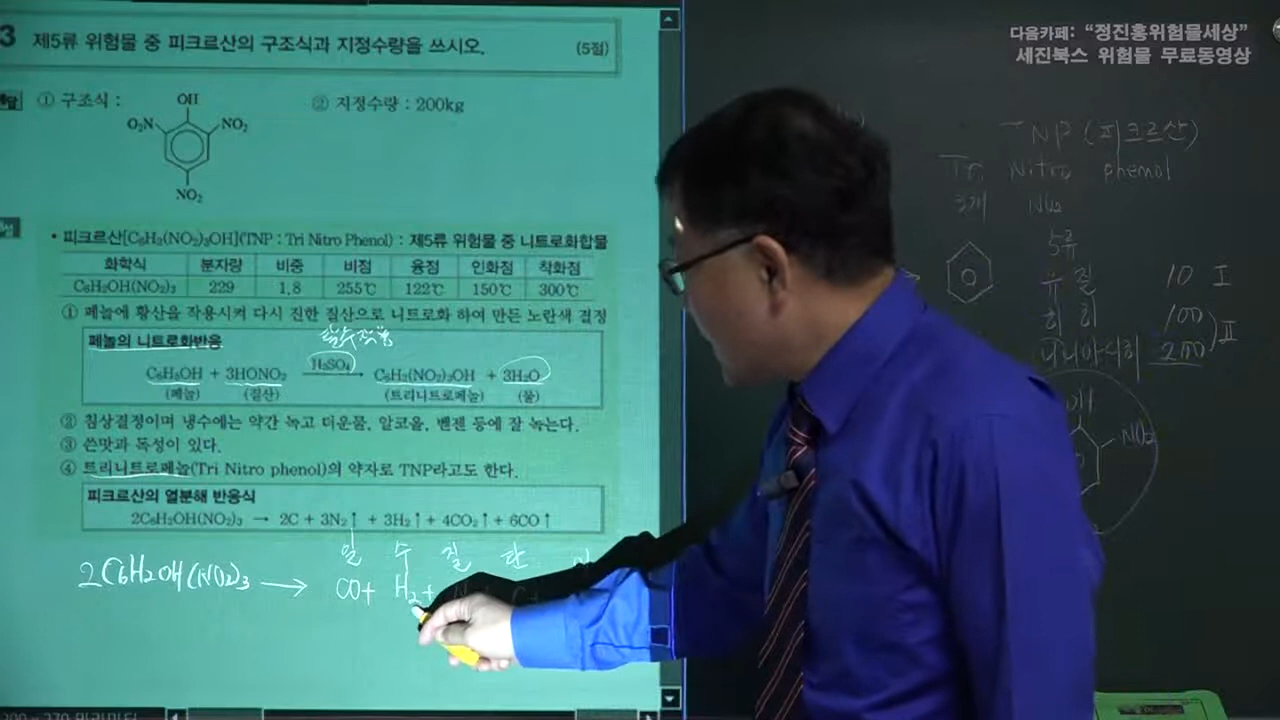 다음카페: "정진홍위험물세상"
세진북스 위험물 무료동영상
3 제5류 위험물 중 피크르산의 구조식과 지정수량을 쓰시오. (5점)
① 구조식 :
② 지정수량 : 200kg
OH
O₂N
NO₂
NO₂
• 피크르산[C₆H₂(NO₂)₃OH](TNP : Tri Nitro Phenol) : 제5류 위험물 중 니트로화합물
화학식 분자량 비중 비점 융점 인화점 착화점
C₆H₂OH(NO₂)₃ 229 1.8 255℃ 122℃ 150℃ 300℃
① 페놀에 황산을 작용시켜 다시 진한 질산으로 니트로화 하여 만든 노란색 결정
페놀의 니트로화반응
C₆H₅OH + 3HONO₂ H₂SO₄ → C₆H₂(NO₂)₃OH + 3H₂O
(페놀) (질산) (트리니트로페놀) (물)
② 침상결정이며 냉수에는 약간 녹고 더운물, 알코올, 벤젠 등에 잘 녹는다.
③ 쓴맛과 독성이 있다.
④ 트리니트로페놀(Tri Nitro phenol)의 약자로 TNP라고도 한다.
피크르산의 열분해 반응식
2C₆H₂OH(NO₂)₃ → 2C + 3N₂↑ + 3H₂↑ + 4CO₂↑ + 6CO↑
일 수 질 탄
2C6H2OH(NO2)3 → CO+ H2+
TNP (피크르산)
Tri Nitro phenol
3개 NO2
5류
유 질 10 I
히 히 100
니니아디히 200 II
OH
NO2